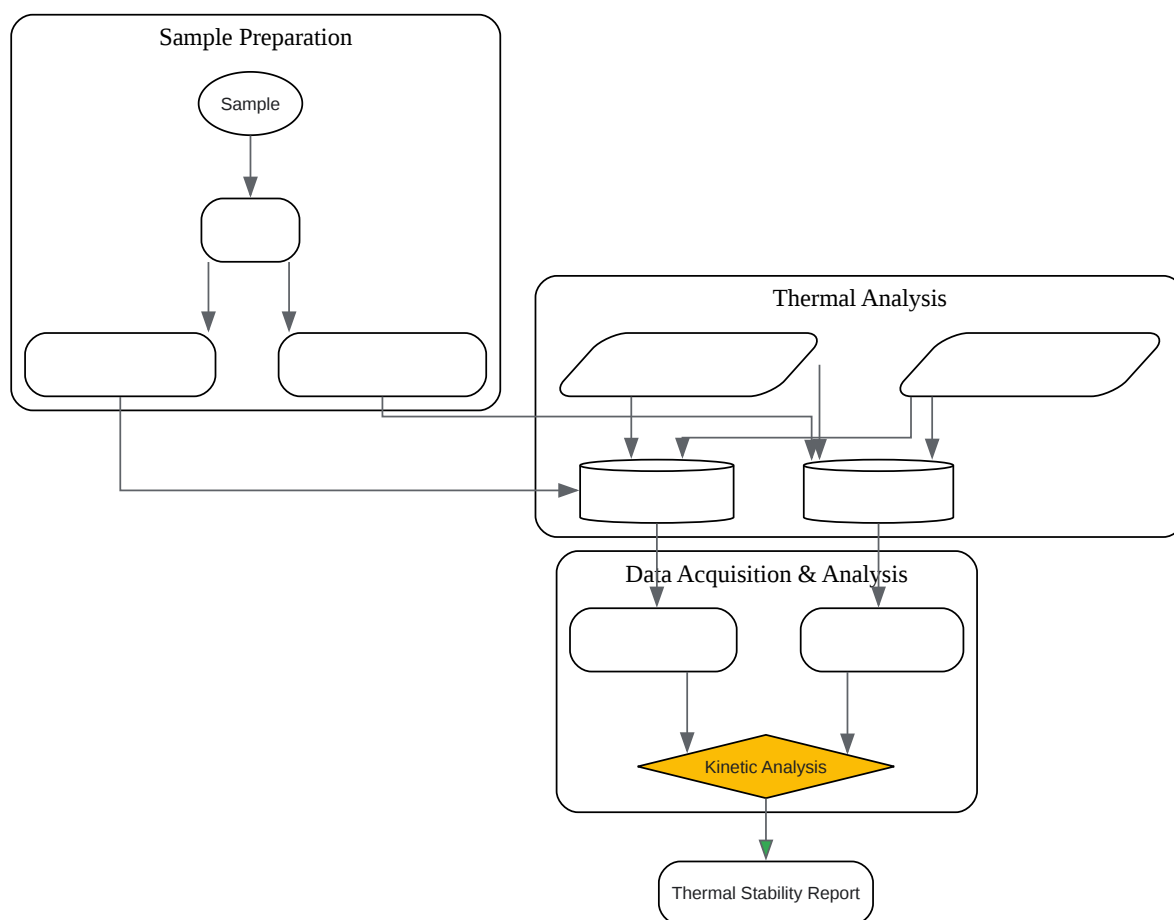 Sample Preparation
Sample
Thermal Analysis
Data Acquisition & Analysis
Kinetic Analysis
Thermal Stability Report